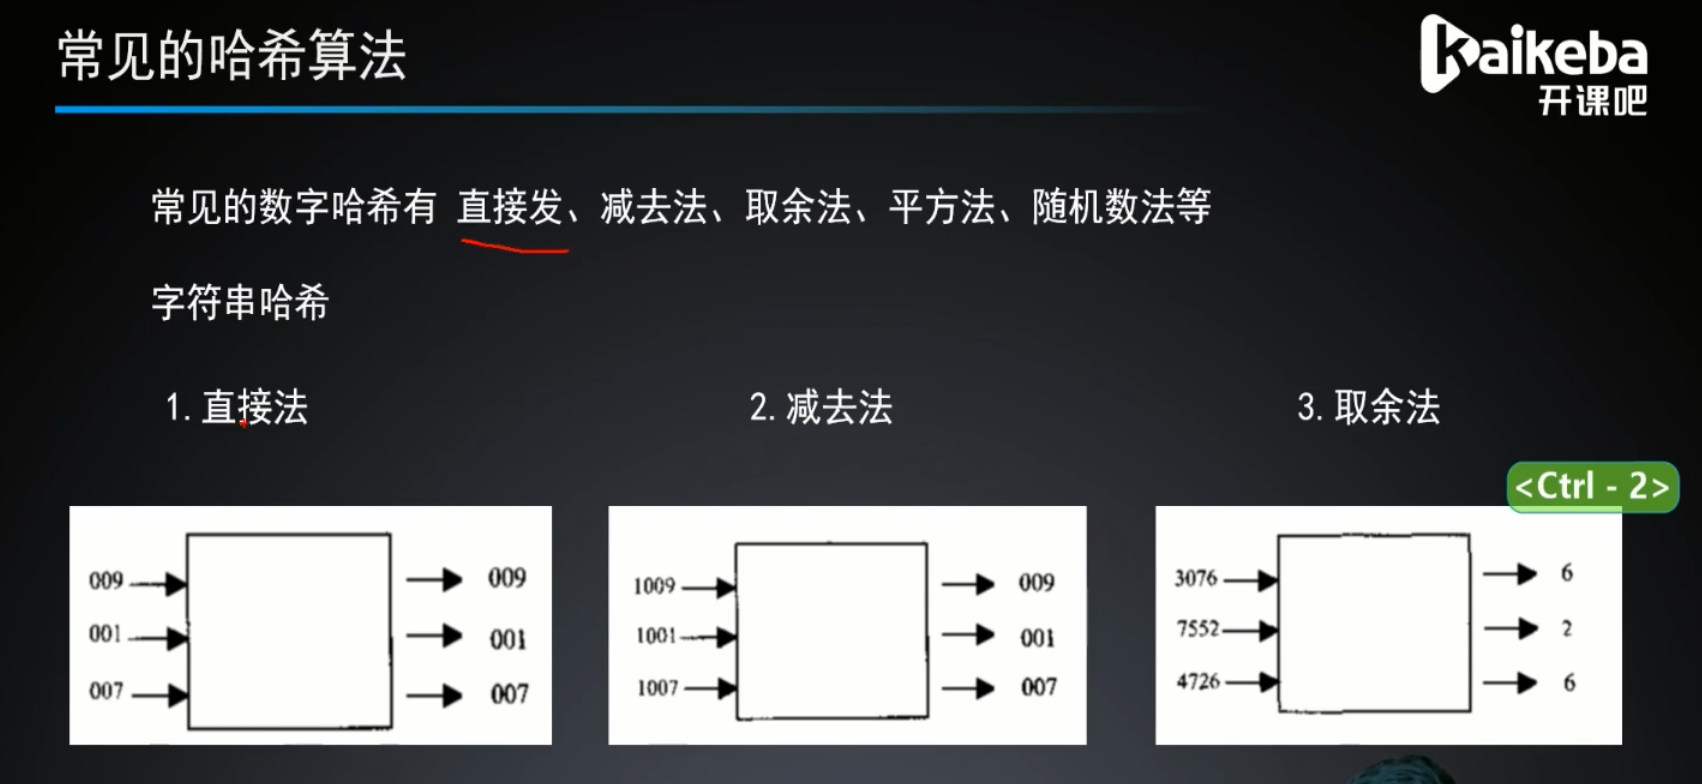 常见的哈希算法
kaikeba
开课吧
常见的数字哈希有 直接发、减去法、取余法、平方法、随机数法等
字符串哈希
1.直接法
2.减去法
3.取余法
<Ctrl - 2>
009 009
001 001
007 007
1009 009
1001 001
1007 007
3076 6
7552 2
4726 6